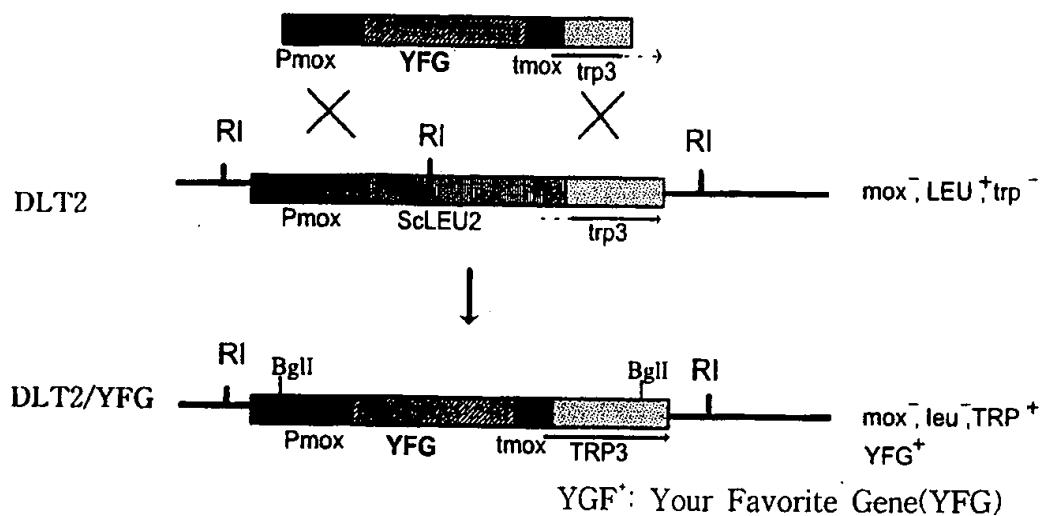 Pmox YFG tmox trp3
RI RI RI
DLT2 mox⁻, LEU⁺, trp⁻
Pmox ScLEU2 trp3
RI BglI BglI RI
DLT2/YFG mox⁻, leu⁻, TRP⁺
Pmox YFG tmox TRP3 YFG⁺
YGF⁺: Your Favorite Gene(YFG)